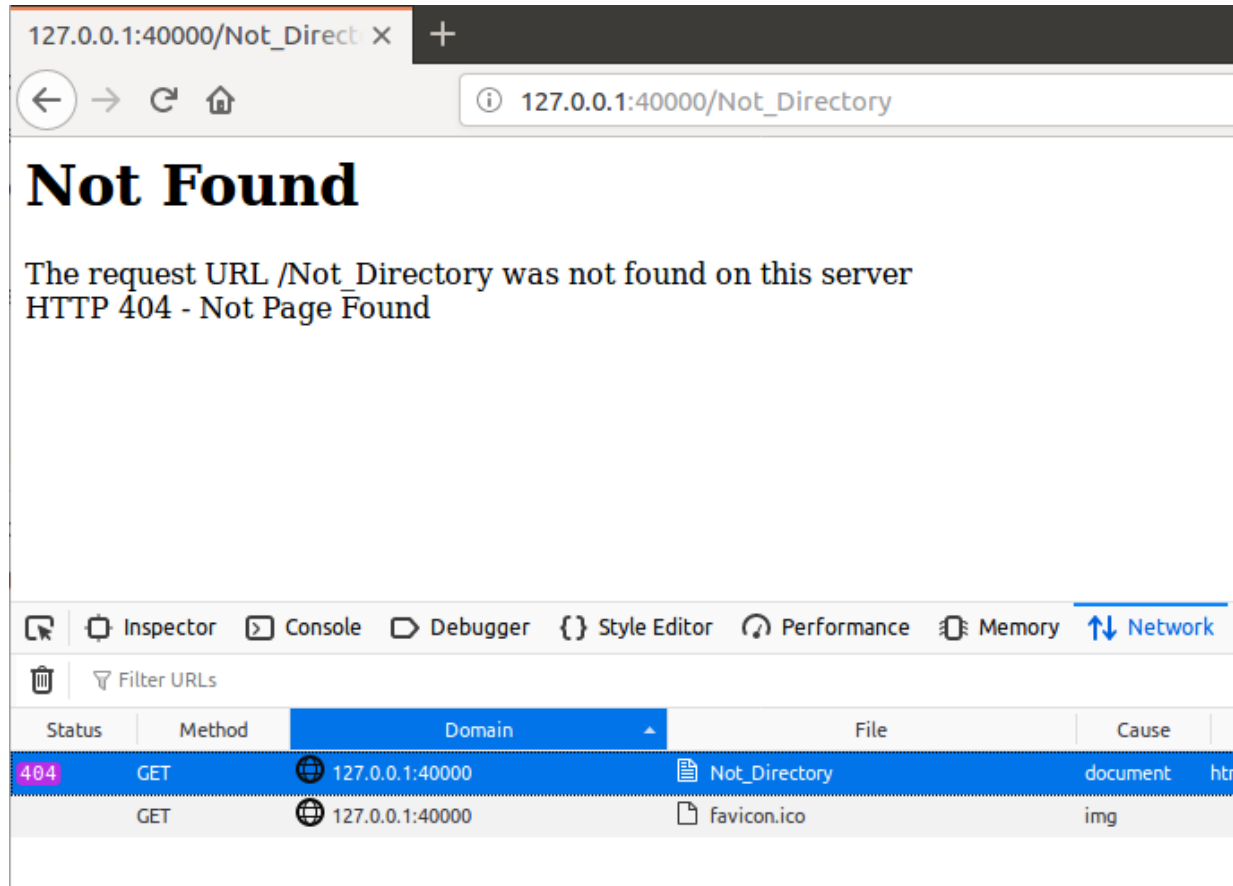 127.0.0.1:40000/Not_Direct
127.0.0.1:40000/Not_Directory
Not Found
The request URL /Not_Directory was not found on this server
HTTP 404 - Not Page Found
Inspector Console Debugger {} Style Editor Performance Memory Network
Filter URLs
Status Method Domain File Cause
404 GET 127.0.0.1:40000 Not_Directory document
GET 127.0.0.1:40000 favicon.ico img